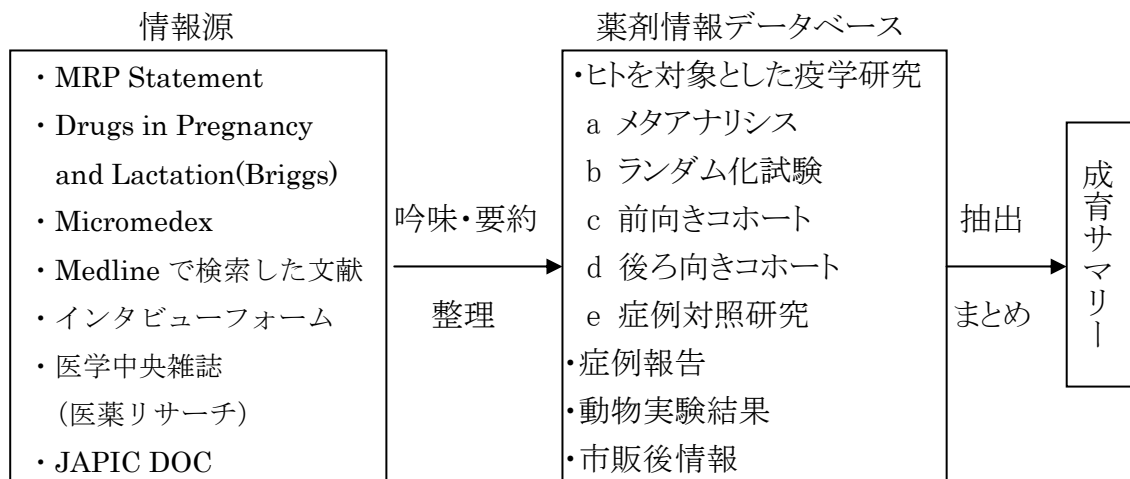 情報源
・MRP Statement
・Drugs in Pregnancy
and Lactation(Briggs)
・Micromedex
・Medline で検索した文献
・インタビューフォーム
・医学中央雑誌
（医薬リサーチ）
・JAPIC DOC
吟味・要約
整理
薬剤情報データベース
・ヒトを対象とした疫学研究
a メタアナリシス
b ランダム化試験
c 前向きコホート
d 後ろ向きコホート
e 症例対照研究
・症例報告
・動物実験結果
・市販後情報
抽出
まとめ
成育サマリー